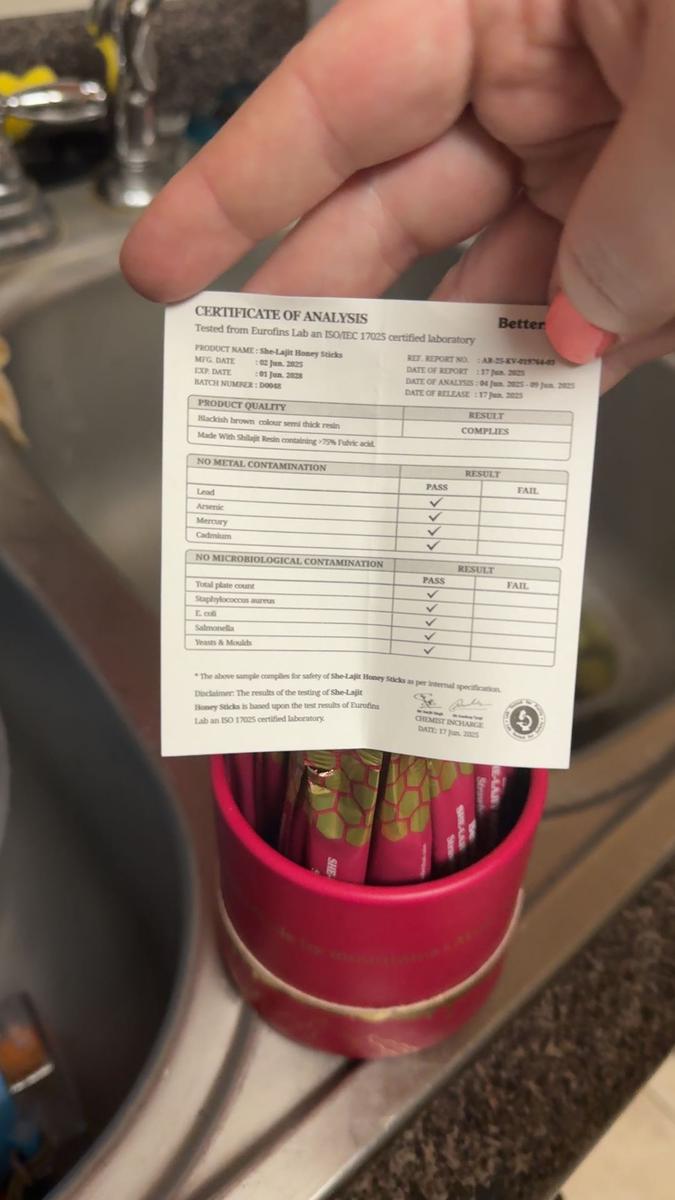 CERTIFICATE OF ANALYSIS
Better
Tested from Eurofins Lab an ISO/IEC 17025 certified laboratory
PRODUCT NAME : She-Lajit Honey Sticks
MFG. DATE : 02 Jun. 2025
EXP. DATE : 01 Jun. 2028
BATCH NUMBER : D0048
REF. REPORT NO. : AR-25-KV-019764-03
DATE OF REPORT : 17 Jun. 2025
DATE OF ANALYSIS : 04 Jun. 2025 - 09 Jun. 2025
DATE OF RELEASE : 17 Jun. 2025
PRODUCT QUALITY RESULT
Blackish brown colour semi thick resin COMPLIES
Made With Shilajit Resin containing >75% Fulvic acid.
NO METAL CONTAMINATION RESULT
PASS FAIL
Lead ✓
Arsenic ✓
Mercury ✓
Cadmium ✓
NO MICROBIOLOGICAL CONTAMINATION RESULT
PASS FAIL
Total plate count ✓
Staphylococcus aureus ✓
E. coli ✓
Salmonella ✓
Yeasts & Moulds ✓
* The above sample complies for safety of She-Lajit Honey Sticks as per internal specification.
Disclaimer: The results of the testing of She-Lajit
Honey Sticks is based upon the test results of Eurofins
Lab an ISO 17025 certified laboratory.
CHEMIST INCHARGE
DATE: 17 Jun. 2025
SHE-
SHE-LAJ